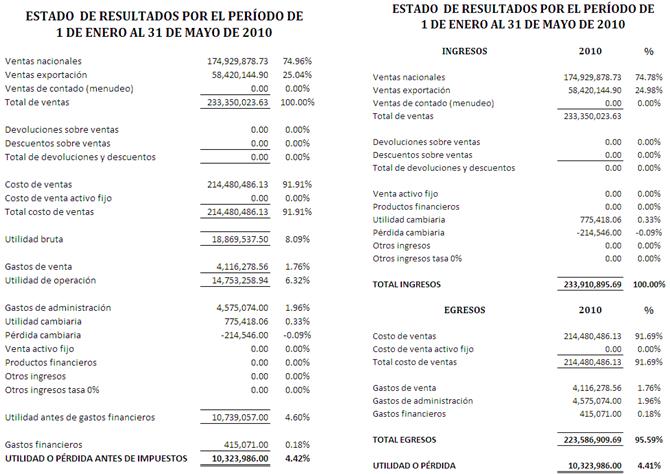 ESTADO DE RESULTADOS POR EL PERÍODO DE
1 DE ENERO AL 31 DE MAYO DE 2010
Ventas nacionales 174,929,878.73 74.96%
Ventas exportación 58,420,144.90 25.04%
Ventas de contado (menudeo) 0.00 0.00%
Total de ventas 233,350,023.63 100.00%
Devoluciones sobre ventas 0.00 0.00%
Descuentos sobre ventas 0.00 0.00%
Total de devoluciones y descuentos 0.00 0.00%
Costo de ventas 214,480,486.13 91.91%
Costo de venta activo fijo 0.00 0.00%
Total costo de ventas 214,480,486.13 91.91%
Utilidad bruta 18,869,537.50 8.09%
Gastos de venta 4,116,278.56 1.76%
Utilidad de operación 14,753,258.94 6.32%
Gastos de administración 4,575,074.00 1.96%
Utilidad cambiaria 775,418.06 0.33%
Pérdida cambiaria -214,546.00 -0.09%
Venta activo fijo 0.00 0.00%
Productos financieros 0.00 0.00%
Otros ingresos 0.00 0.00%
Otros ingresos tasa 0% 0.00 0.00%
Utilidad antes de gastos financieros 10,739,057.00 4.60%
Gastos financieros 415,071.00 0.18%
UTILIDAD O PÉRDIDA ANTES DE IMPUESTOS 10,323,986.00 4.42%
ESTADO DE RESULTADOS POR EL PERÍODO DE
1 DE ENERO AL 31 DE MAYO DE 2010
INGRESOS 2010 %
Ventas nacionales 174,929,878.73 74.78%
Ventas exportación 58,420,144.90 24.98%
Ventas de contado (menudeo) 0.00 0.00%
Total de ventas 233,350,023.63
Devoluciones sobre ventas 0.00 0.00%
Descuentos sobre ventas 0.00 0.00%
Total de devoluciones y descuentos 0.00 0.00%
Venta activo fijo 0.00 0.00%
Productos financieros 0.00 0.00%
Utilidad cambiaria 775,418.06 0.33%
Pérdida cambiaria -214,546.00 -0.09%
Otros ingresos 0.00 0.00%
Otros ingresos tasa 0% 0.00 0.00%
TOTAL INGRESOS 233,910,895.69 100.00%
EGRESOS 2010 %
Costo de ventas 214,480,486.13 91.69%
Costo de venta activo fijo 0.00 0.00%
Total costo de ventas 214,480,486.13 91.69%
Gastos de venta 4,116,278.56 1.76%
Gastos de administración 4,575,074.00 1.96%
Gastos financieros 415,071.00 0.18%
TOTAL EGRESOS 223,586,909.69 95.59%
UTILIDAD O PÉRDIDA 10,323,986.00 4.41%